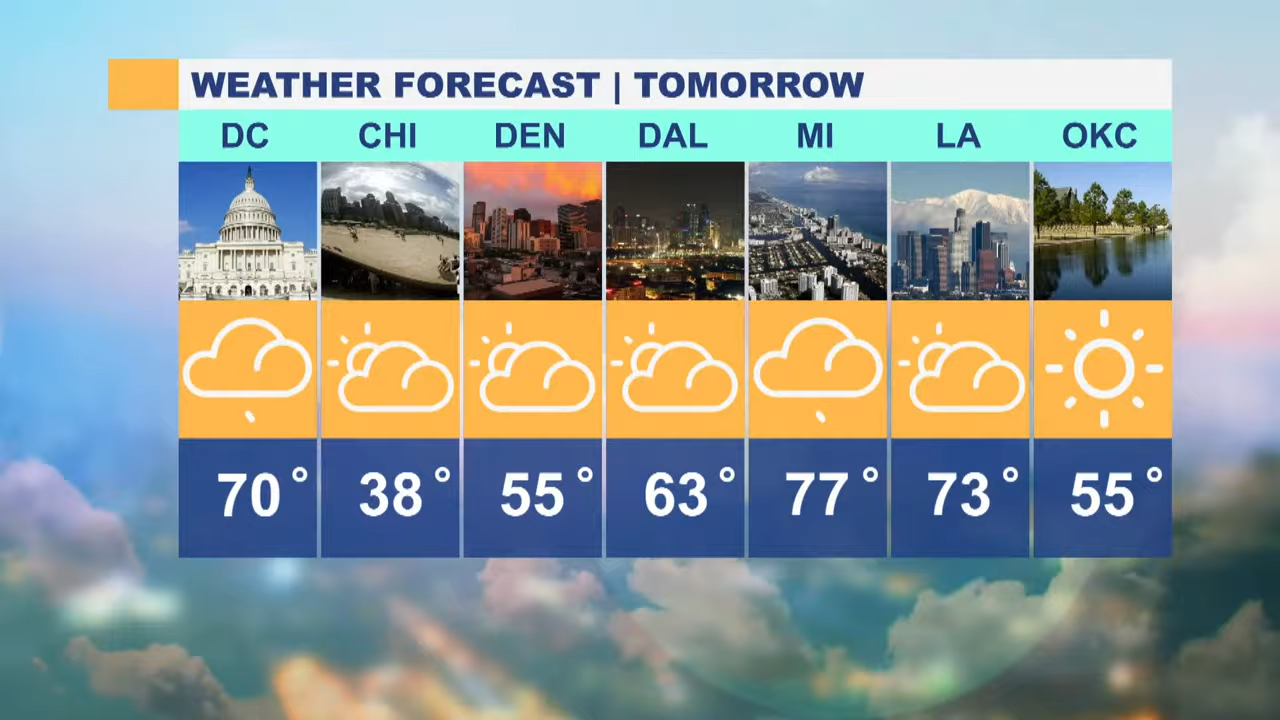 WEATHER FORECAST | TOMORROW
DC CHI DEN DAL MI LA OKC
70° 38° 55° 63° 77° 73° 55°